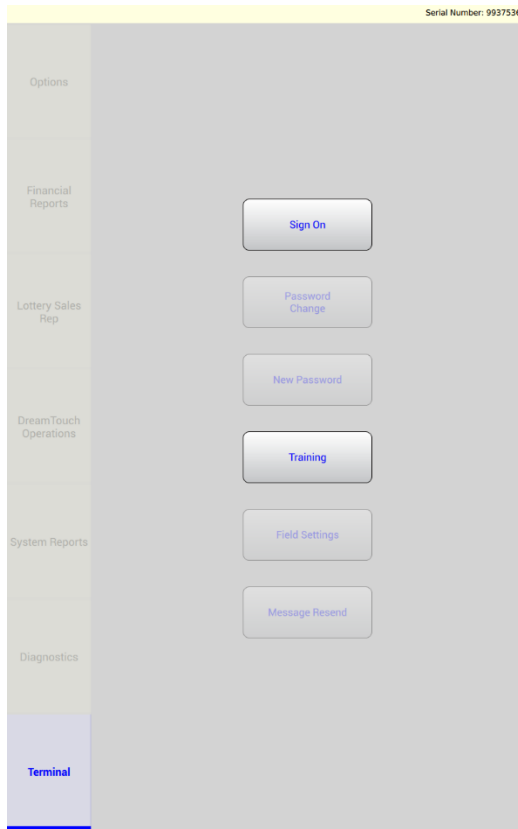 Serial Number: 9937536
Options
Financial
Reports
Lottery Sales
Rep
DreamTouch
Operations
System Reports
Diagnostics
Terminal
Sign On
Password
Change
New Password
Training
Field Settings
Message Resend